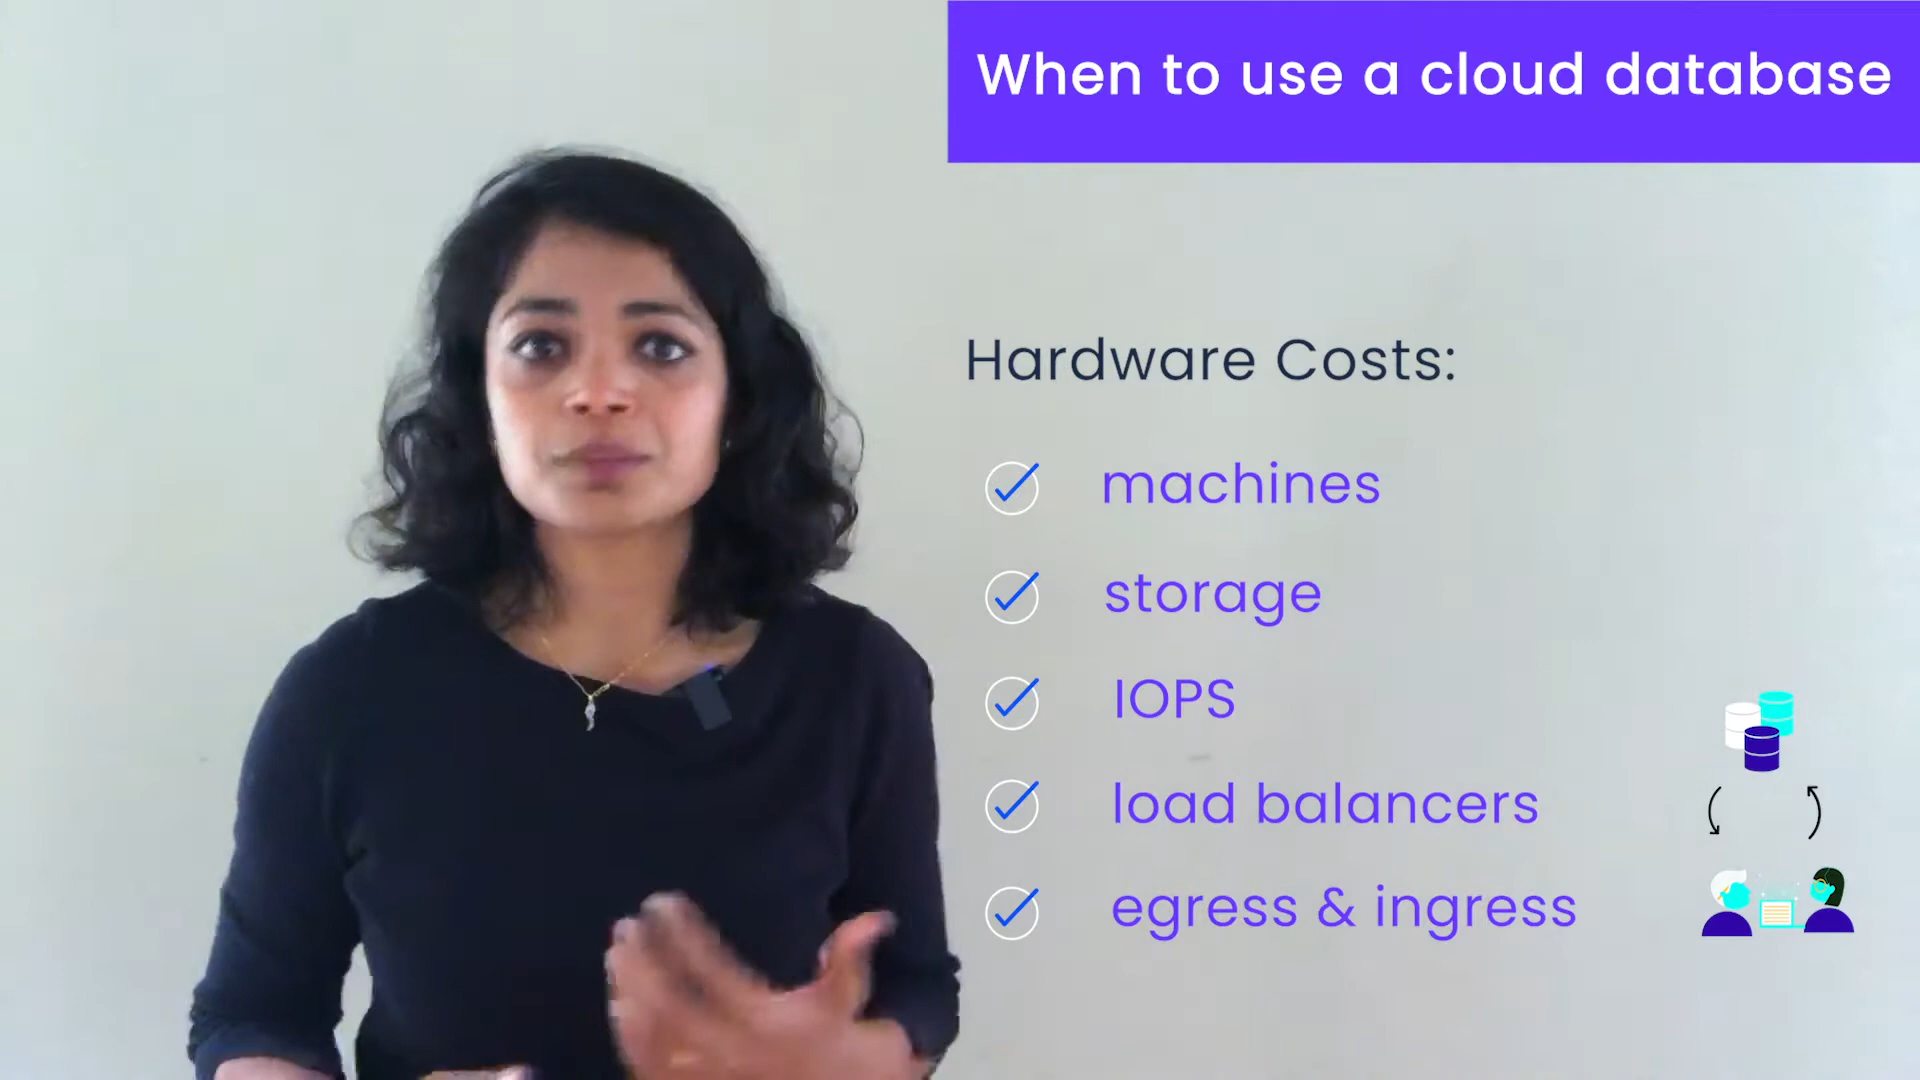 When to use a cloud database
Hardware Costs:
machines
storage
IOPS
load balancers
egress & ingress